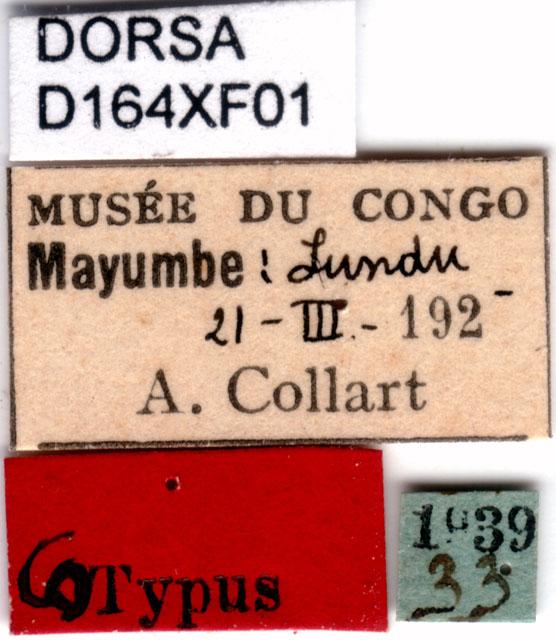 DORSA
D164XF01
MUSÉE DU CONGO
Mayumbe : Lundu
21 - III - 192-
A. Collart
CoTypus
1939
33